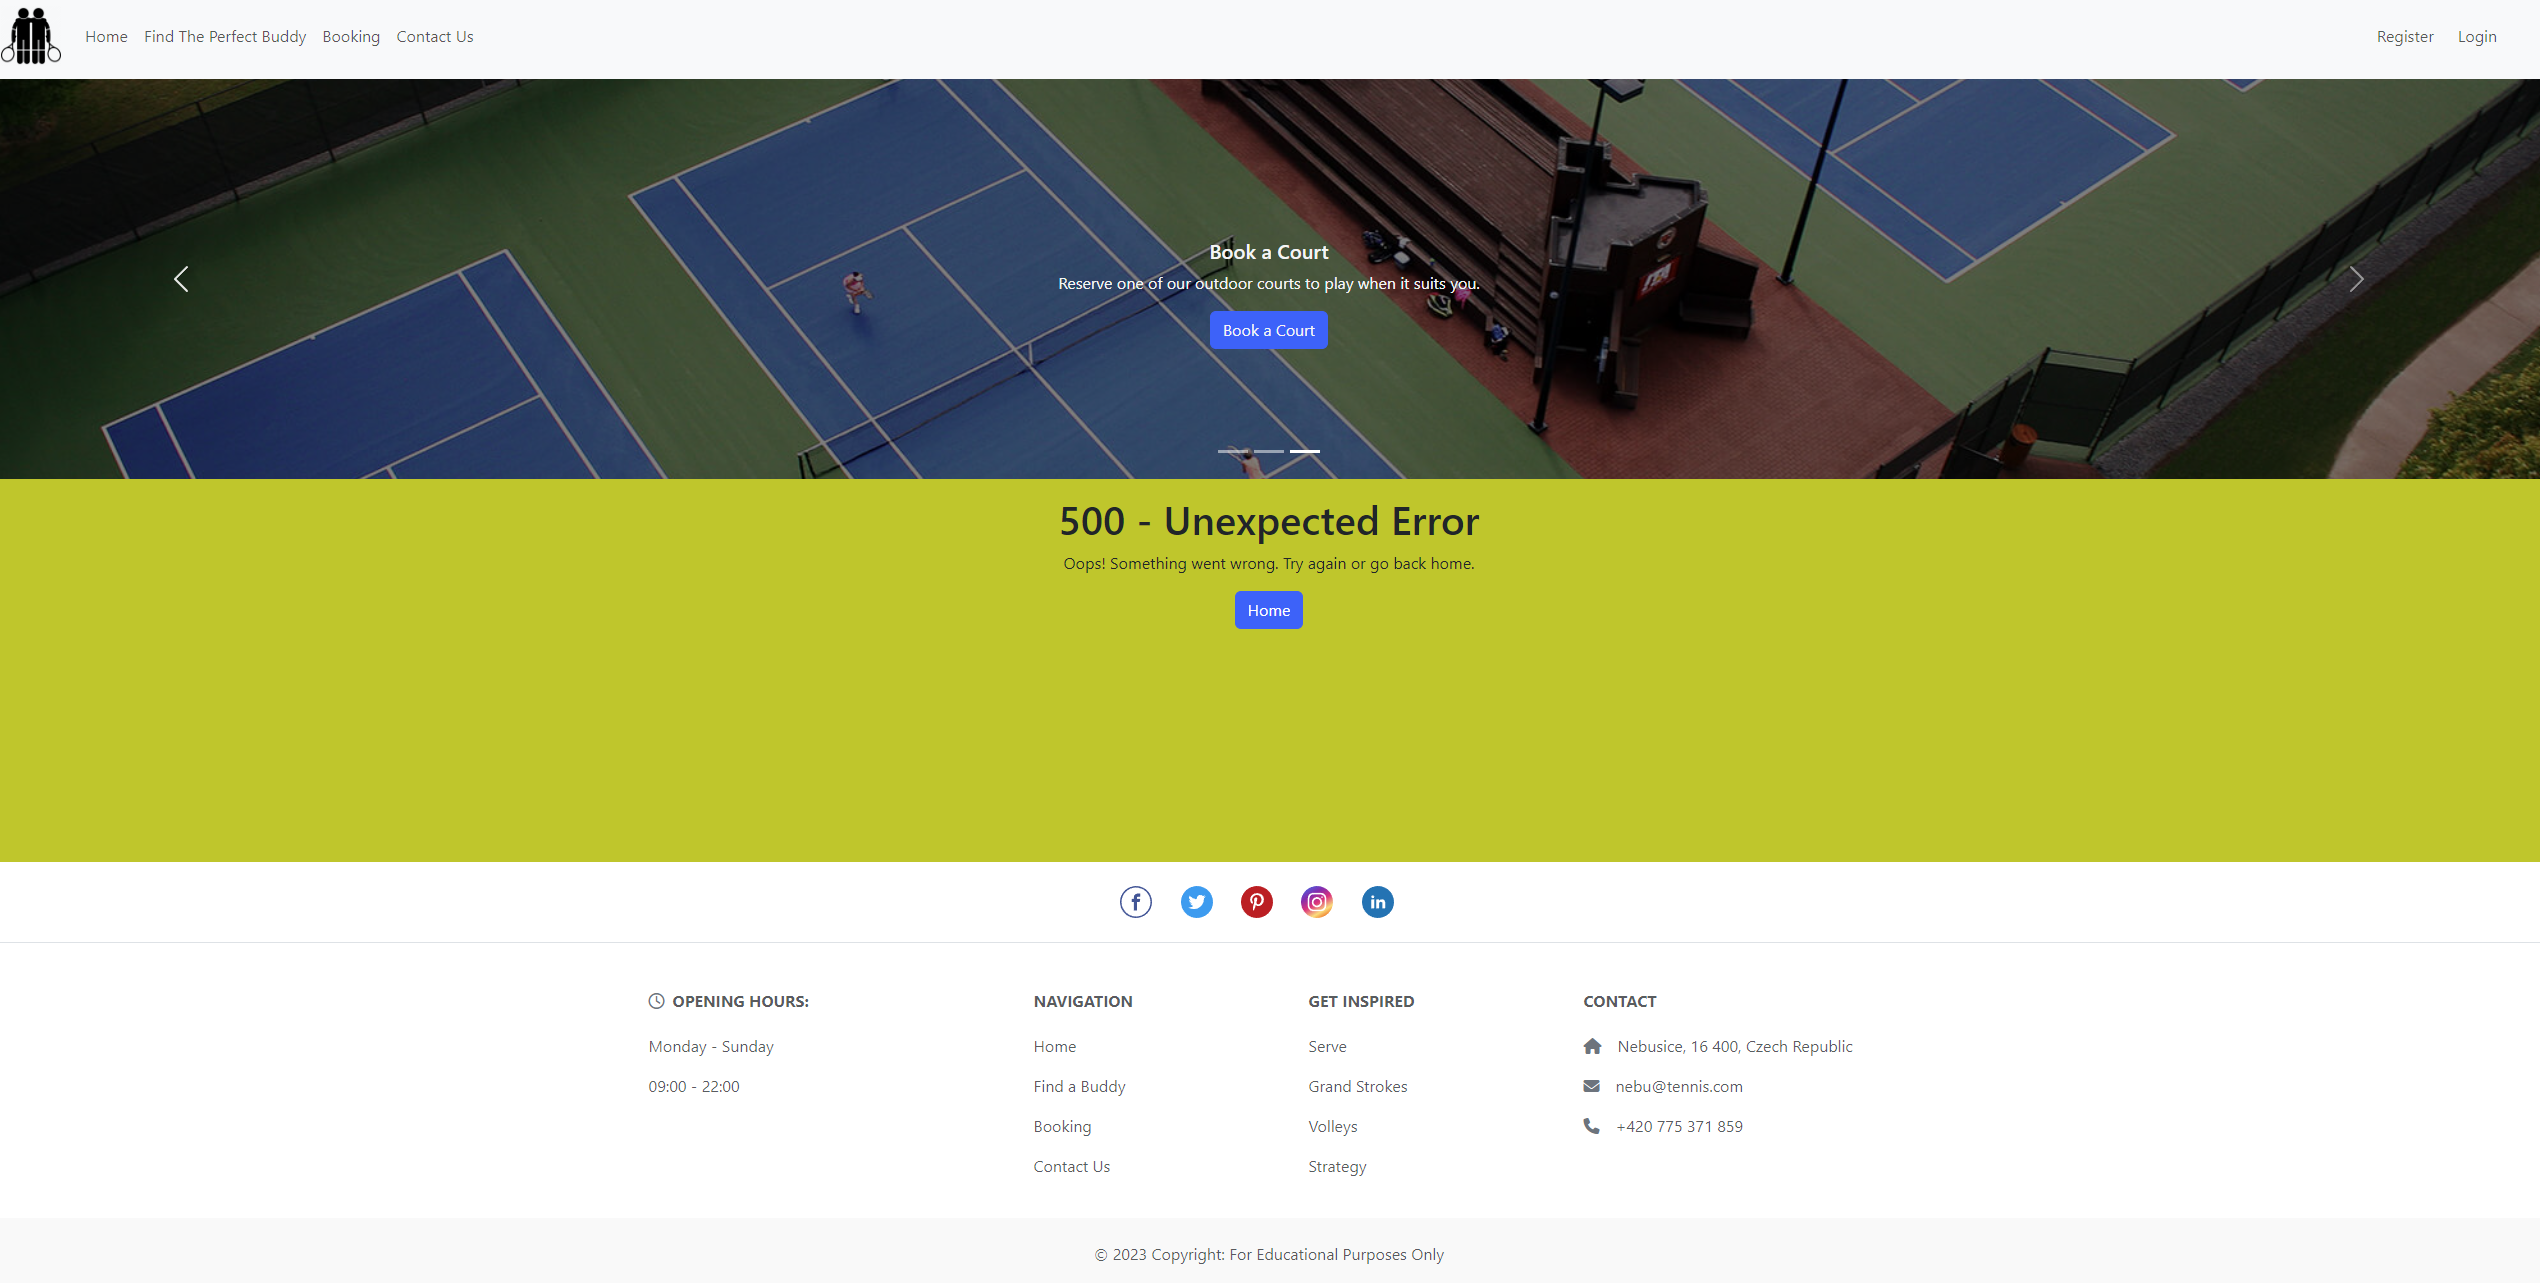 Home Find The Perfect Buddy Booking Contact Us Register Login
Book a Court
Reserve one of our outdoor courts to play when it suits you.
Book a Court
500 - Unexpected Error
Oops! Something went wrong. Try again or go back home.
Home
OPENING HOURS:
Monday - Sunday
09:00 - 22:00
NAVIGATION
Home
Find a Buddy
Booking
Contact Us
GET INSPIRED
Serve
Grand Strokes
Volleys
Strategy
CONTACT
Nebusice, 16 400, Czech Republic
nebu@tennis.com
+420 775 371 859
© 2023 Copyright: For Educational Purposes Only